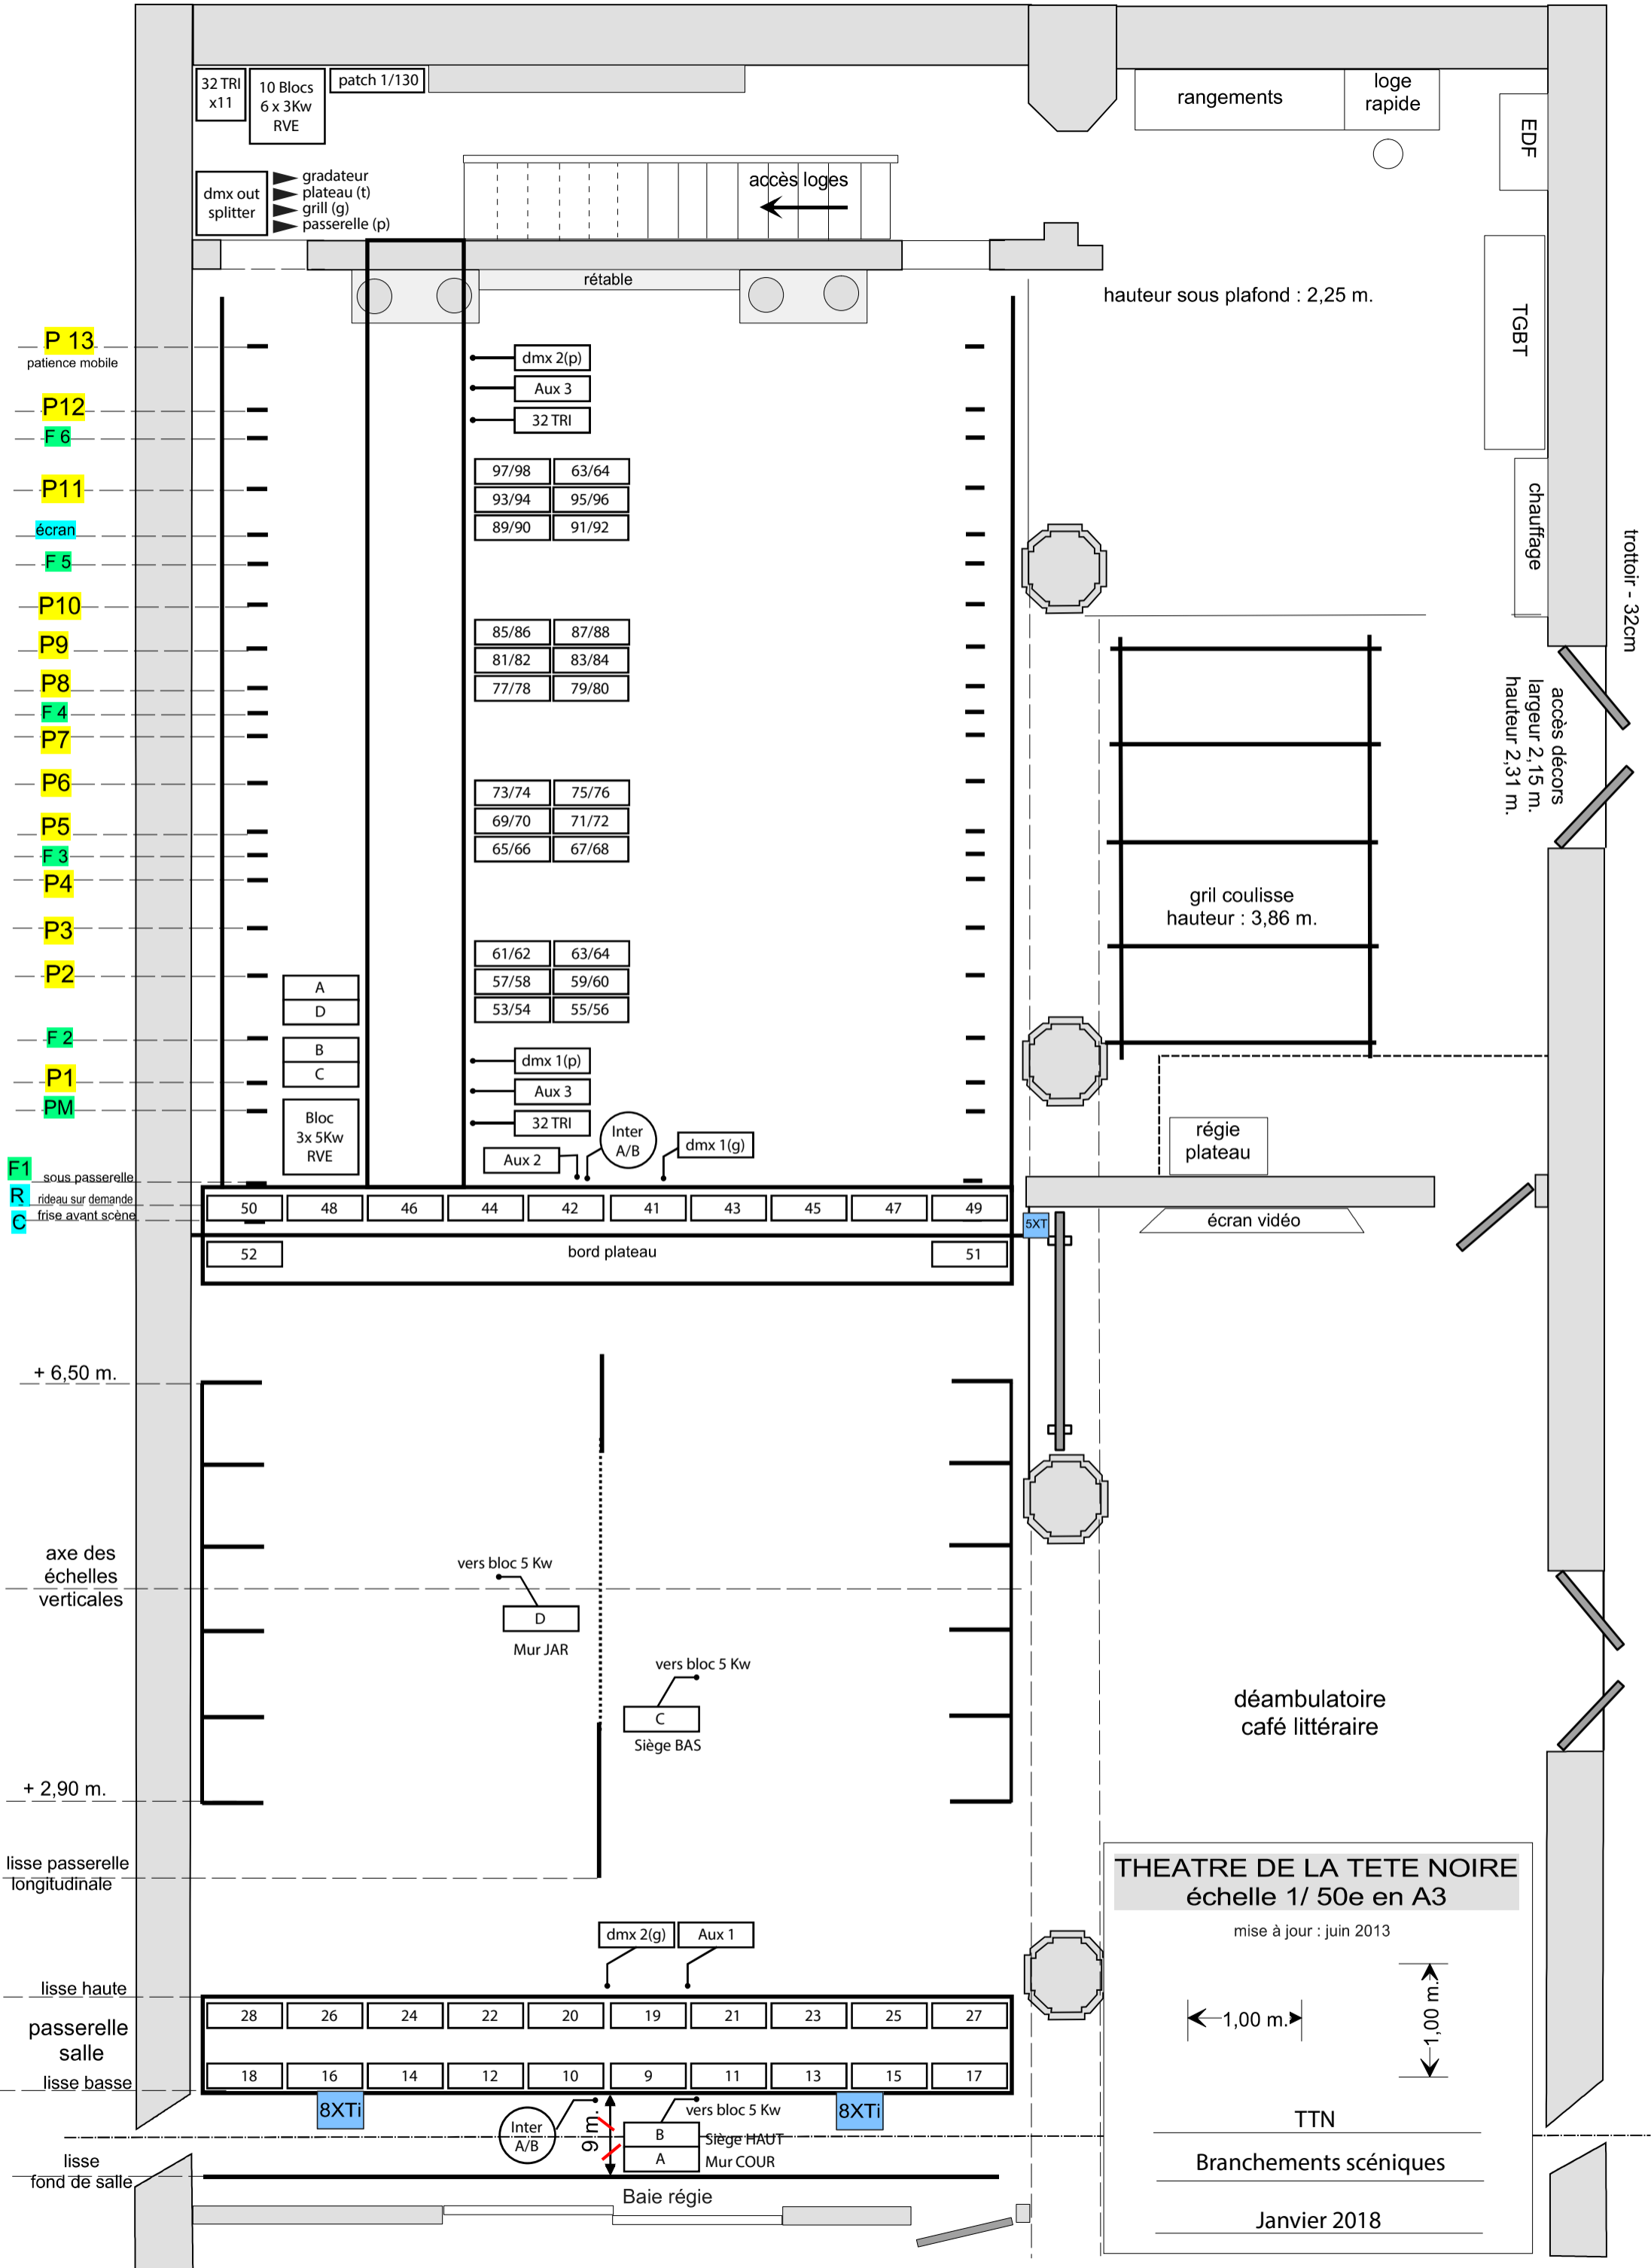 32 TRI
x11
10 Blocs
6 x 3Kw
RVE
patch 1/130
rangements
loge
rapide
EDF
dmx out
splitter
gradateur
plateau (t)
grill (g)
passerelle (p)
accès loges
rétable
hauteur sous plafond : 2,25 m.
TGBT
P 13
patience mobile
dmx 2(p)
Aux 3
32 TRI
P12
F 6
P11
97/98
63/64
93/94
95/96
89/90
91/92
écran
F 5
chauffage
trottoir - 32cm
P10
P9
P8
F 4
P7
85/86
87/88
81/82
83/84
77/78
79/80
accès décors
largeur 2,15 m.
hauteur 2,31 m.
P6
P5
F 3
P4
73/74
75/76
69/70
71/72
65/66
67/68
gril coulisse
hauteur : 3,86 m.
P3
P2
61/62
63/64
57/58
59/60
53/54
55/56
A
D
F 2
B
C
P1
PM
dmx 1(p)
Aux 3
32 TRI
Bloc
3x 5Kw
RVE
Inter
A/B
Aux 2
dmx 1(g)
régie
plateau
F1
sous passerelle
R
rideau sur demande
C
frise avant scène
50
48
46
44
42
41
43
45
47
49
5XT
écran vidéo
52
bord plateau
51
+ 6,50 m.
axe des
échelles
verticales
vers bloc 5 Kw
D
Mur JAR
vers bloc 5 Kw
C
Siège BAS
déambulatoire
café littéraire
+ 2,90 m.
lisse passerelle
longitudinale
THEATRE DE LA TETE NOIRE
échelle 1/ 50e en A3
mise à jour : juin 2013
dmx 2(g)
Aux 1
lisse haute
28
26
24
22
20
19
21
23
25
27
passerelle
salle
1,00 m.
1,00 m.
18
16
14
12
10
9
11
13
15
17
lisse basse
8XTi
8XTi
Inter
A/B
9 m.
vers bloc 5 Kw
B
Siège HAUT
A
Mur COUR
lisse
fond de salle
Baie régie
TTN
Branchements scéniques
Janvier 2018